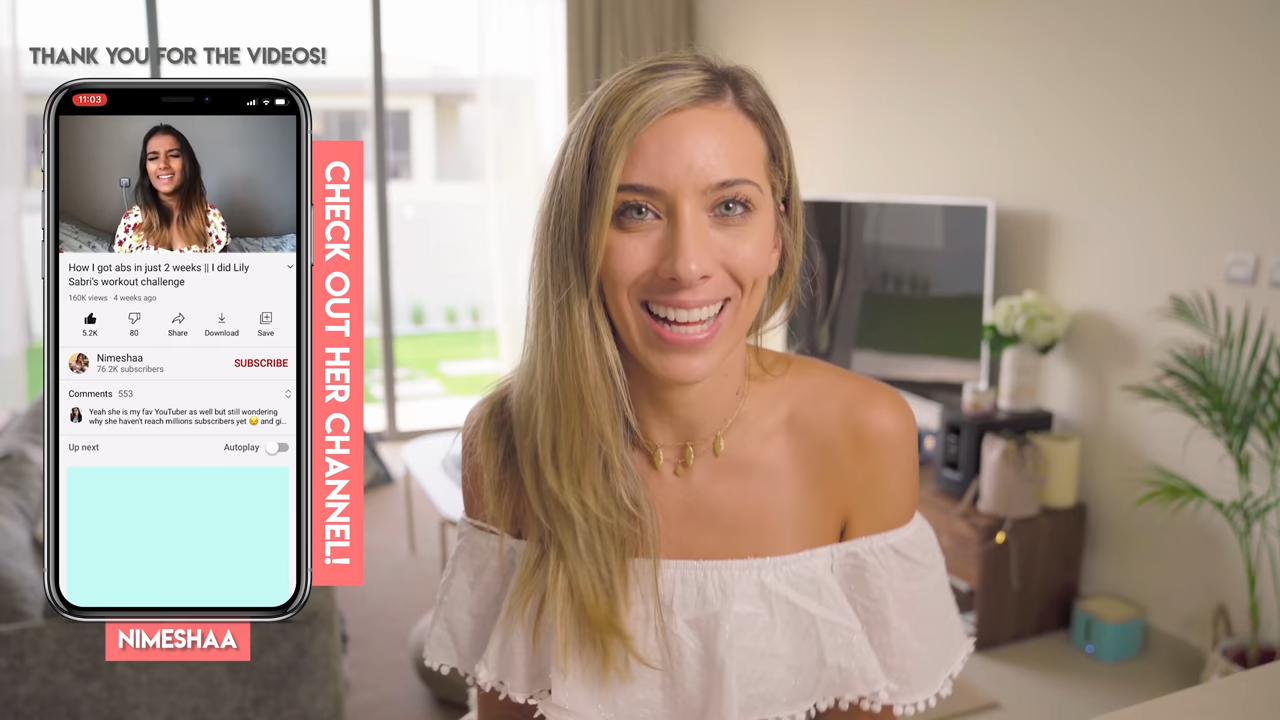 THANK YOU FOR THE VIDEOS!
11:03
How I got abs in just 2 weeks || I did Lily
Sabri's workout challenge
160K views · 4 weeks ago
5.2K
80
Share
Download
Save
Nimeshaa
76.2K subscribers
SUBSCRIBE
Comments 553
Yeah she is my fav YouTuber as well but still wondering
why she haven't reach millions subscribers yet 😔 and gi...
Up next
Autoplay
NIMESHAA
CHECK OUT HER CHANNEL!